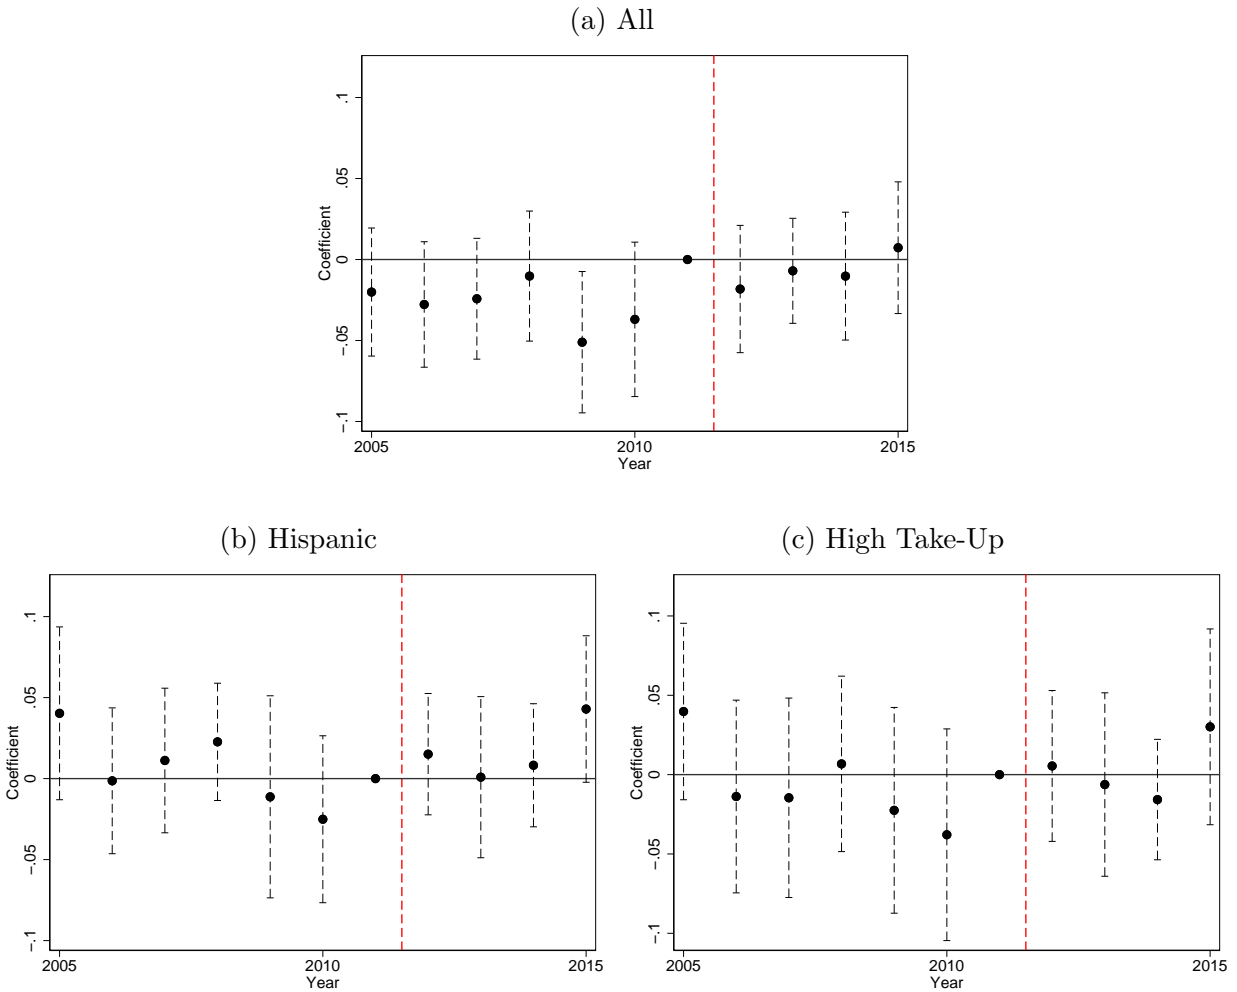 (a) All
.1
.05
0
-.05
-.1
Coefficient
2005 2010 2015
Year
(b) Hispanic
.1
.05
0
-.05
-.1
Coefficient
2005 2010 2015
Year
(c) High Take-Up
.1
.05
0
-.05
-.1
Coefficient
2005 2010 2015
Year